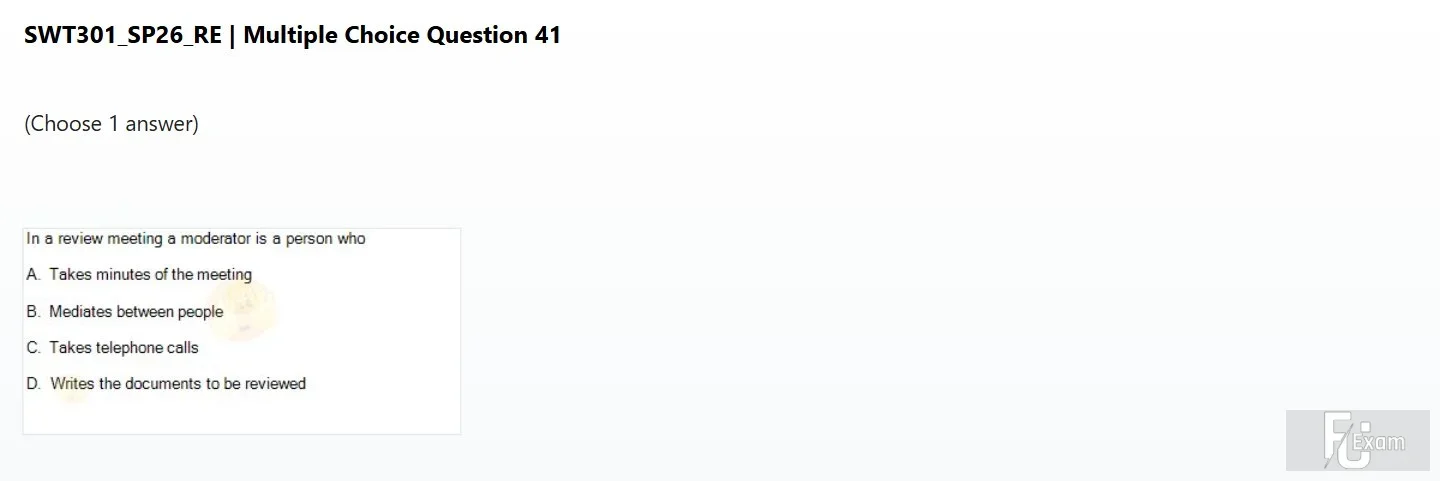 SWT301_SP26_RE | Multiple Choice Question 41
(Choose 1 answer)
In a review meeting a moderator is a person who
A. Takes minutes of the meeting
B. Mediates between people
C. Takes telephone calls
D. Writes the documents to be reviewed
FU Exam